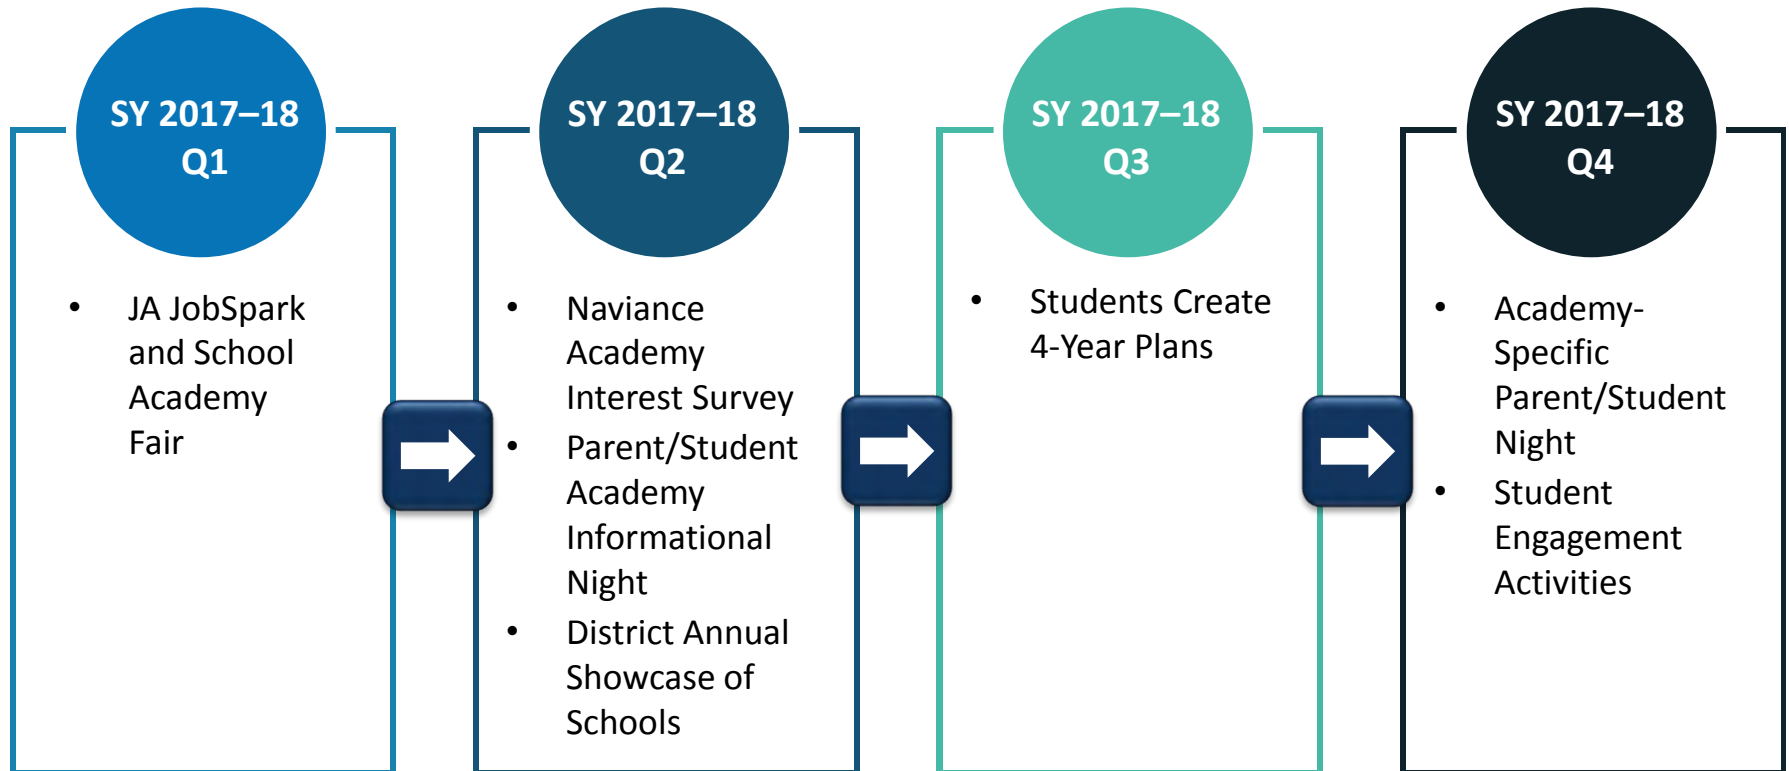 SY 2017–18
Q1
• JA JobSpark
and School
Academy
Fair
SY 2017–18
Q2
• Naviance
Academy
Interest Survey
• Parent/Student
Academy
Informational
Night
• District Annual
Showcase of
Schools
SY 2017–18
Q3
• Students Create
4-Year Plans
SY 2017–18
Q4
• Academy-
Specific
Parent/Student
Night
• Student
Engagement
Activities